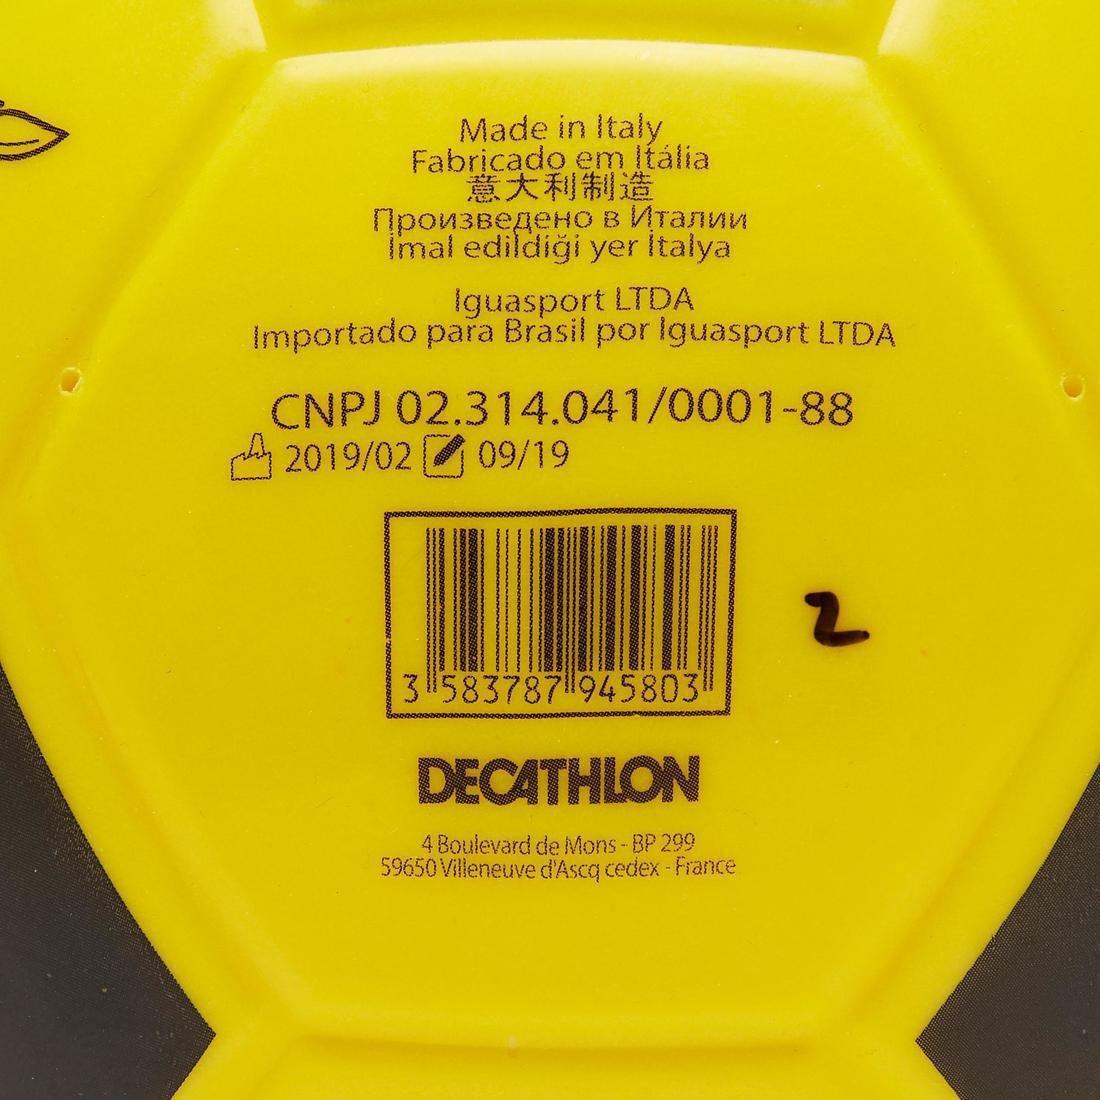 Made in Italy
Fabricado em Itália
意大利制造
Произведено в Италии
İmal edildiği yer İtalya
Iguasport LTDA
Importado para Brasil por Iguasport LTDA
CNPJ 02.314.041/0001-88
2019/02 09/19
3 583787 945803
2
DECATHLON
4 Boulevard de Mons - BP 299
59650 Villeneuve d'Ascq cedex - France